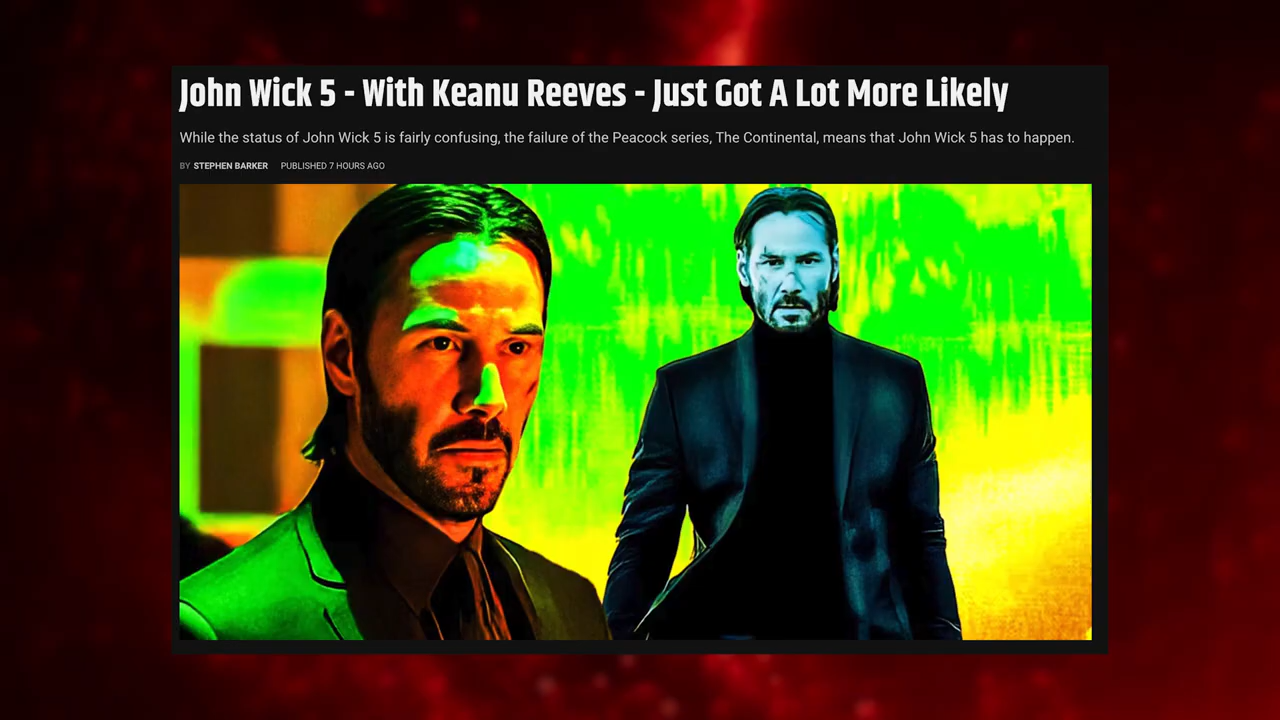 John Wick 5 - With Keanu Reeves - Just Got A Lot More Likely
While the status of John Wick 5 is fairly confusing, the failure of the Peacock series, The Continental, means that John Wick 5 has to happen.
BY STEPHEN BARKER PUBLISHED 7 HOURS AGO